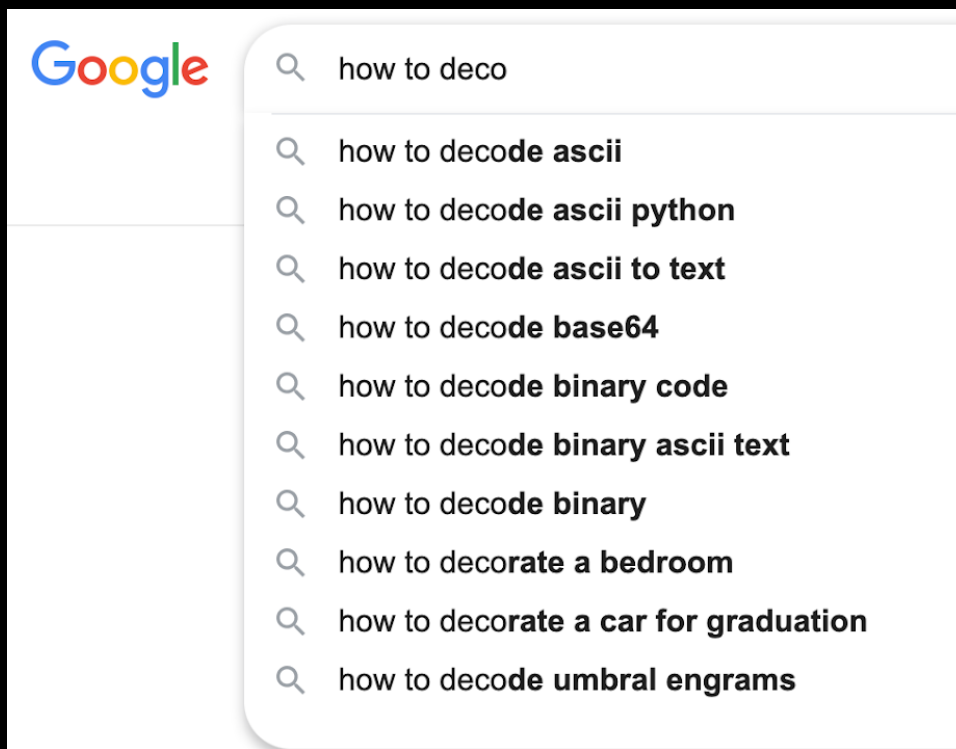 Google
how to deco
how to decode ascii
how to decode ascii python
how to decode ascii to text
how to decode base64
how to decode binary code
how to decode binary ascii text
how to decode binary
how to decorate a bedroom
how to decorate a car for graduation
how to decode umbral engrams